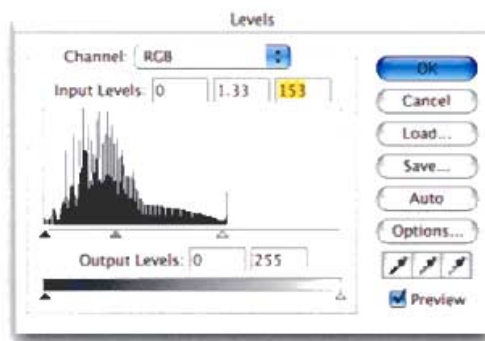 Levels
Channel: RGB
OK
Input Levels: 0 1.33 153
Cancel
Load...
Save...
Auto
Options...
Output Levels: 0 255
Preview